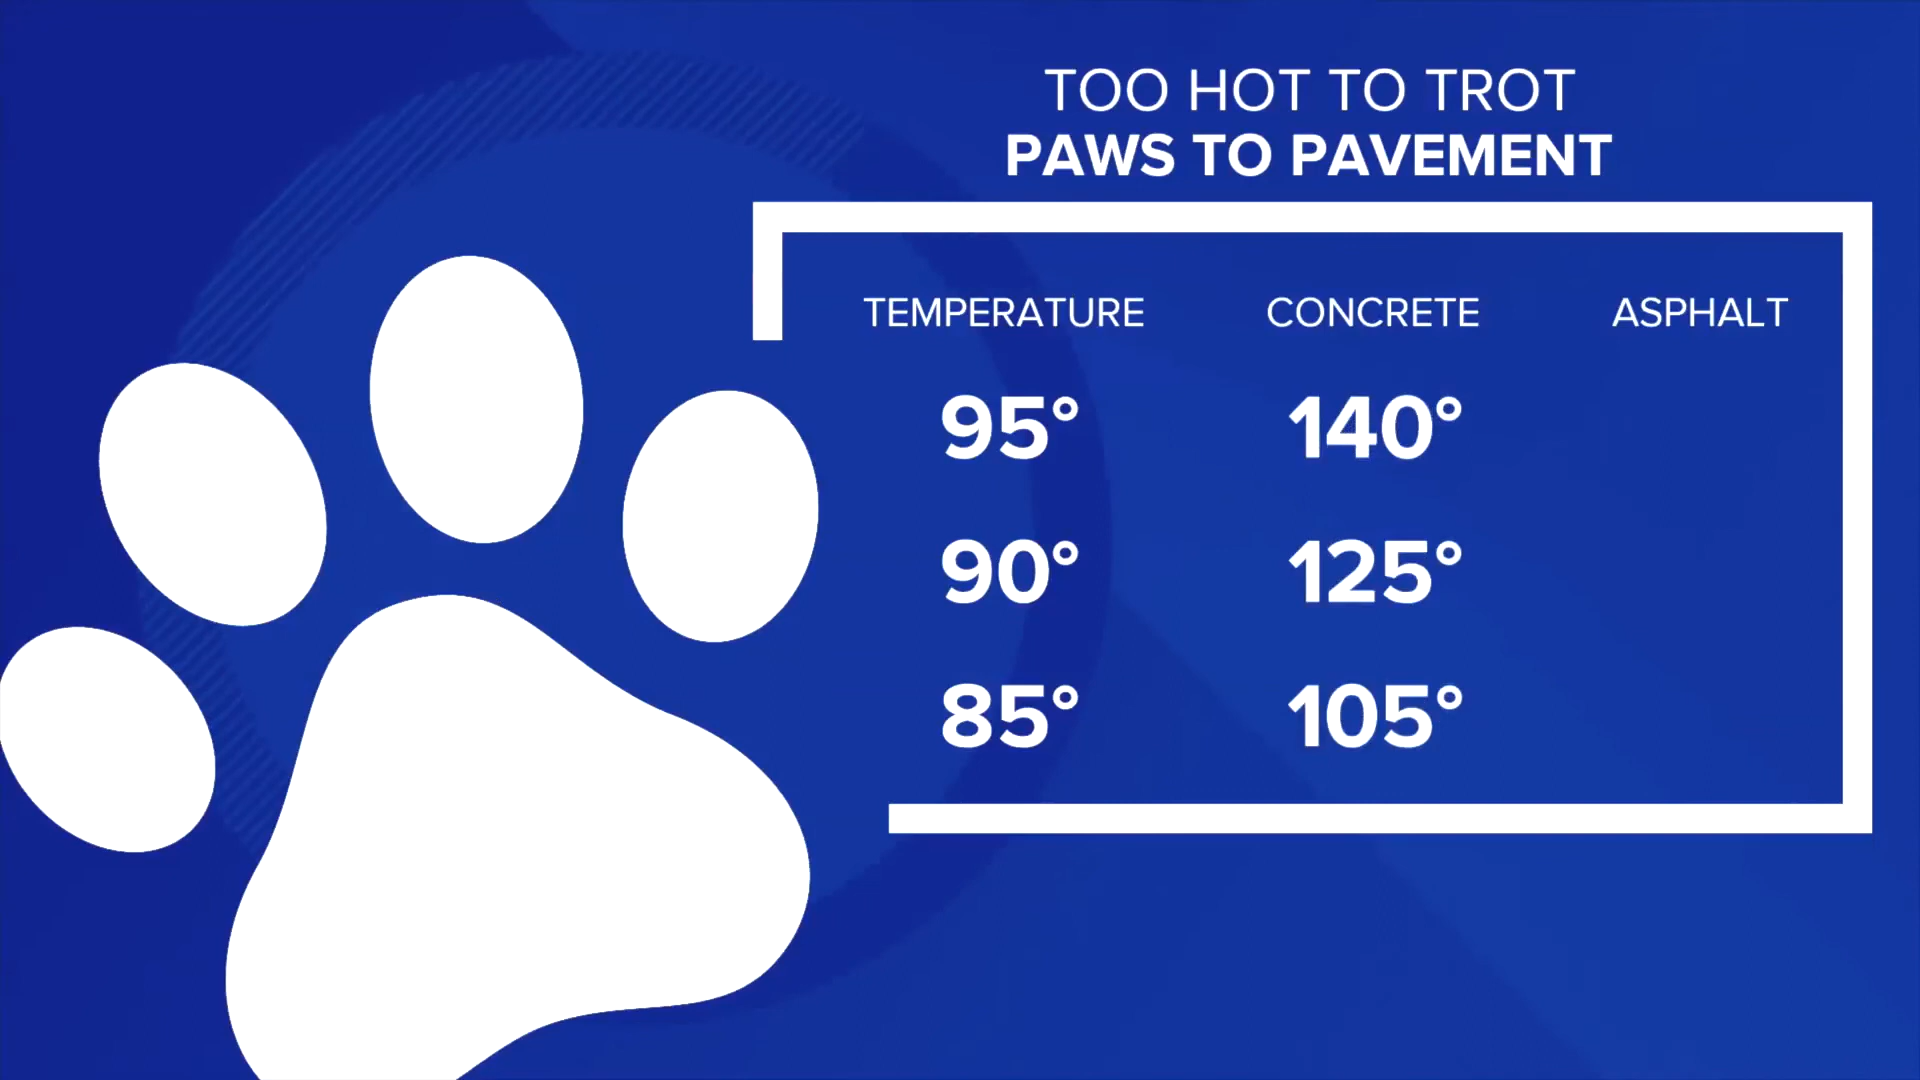 TOO HOT TO TROT
PAWS TO PAVEMENT
TEMPERATURE CONCRETE ASPHALT
95° 140°
90° 125°
85° 105°